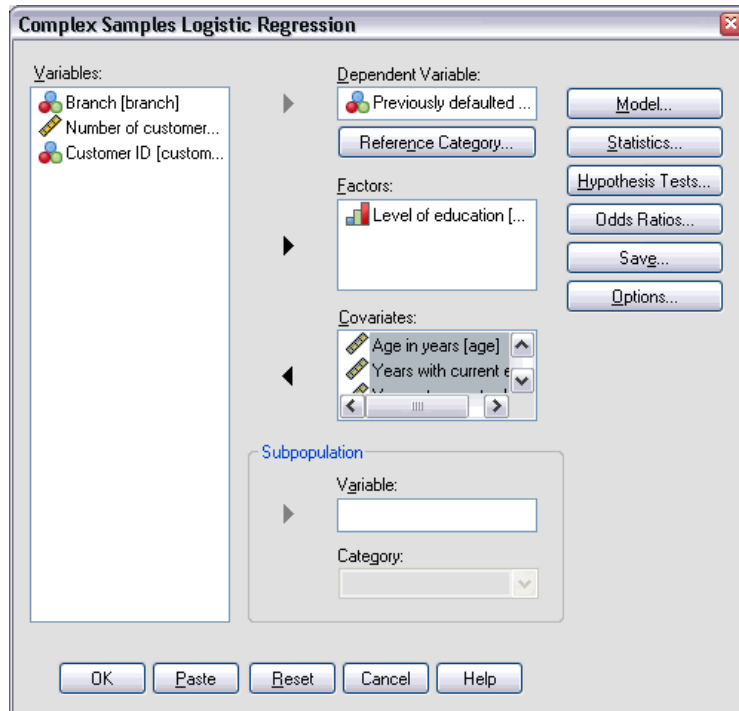 Complex Samples Logistic Regression
Variables:
Branch [branch]
Number of customer...
Customer ID [custom...
Dependent Variable:
Previously defaulted ...
Reference Category...
Factors:
Level of education [...
Covariates:
Age in years [age]
Years with current e
Subpopulation
Variable:
Category:
Model...
Statistics...
Hypothesis Tests...
Odds Ratios...
Save...
Options...
OK
Paste
Reset
Cancel
Help